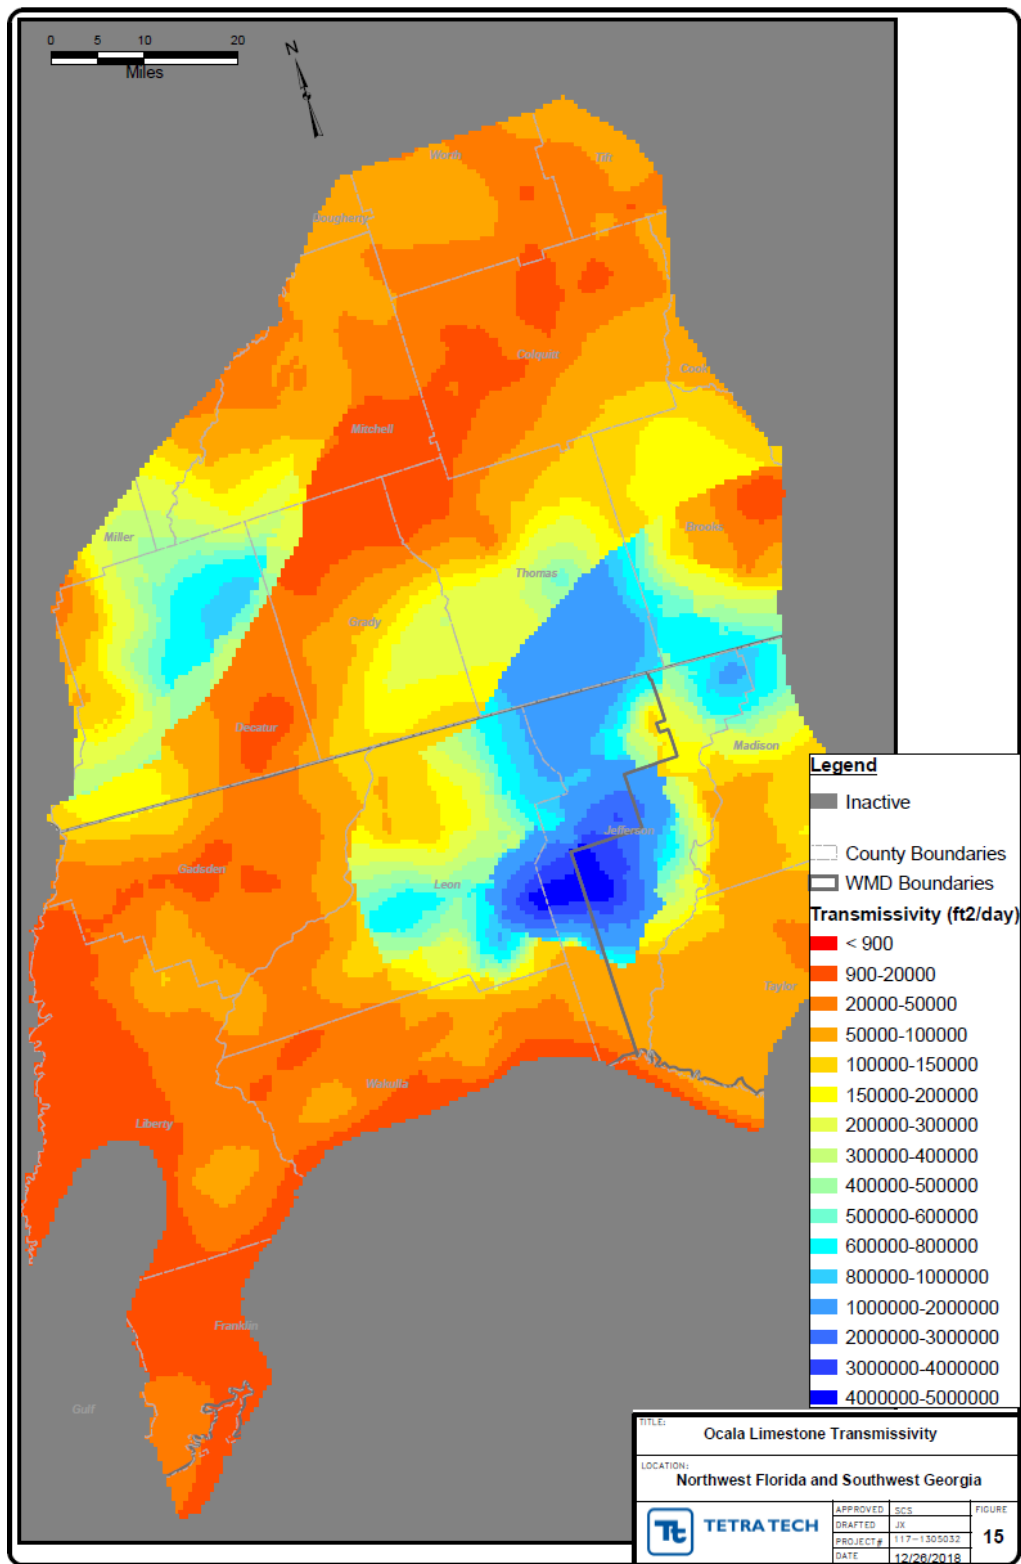 0 5 10 20
Miles
N
Worth
Tift
Dougherty
Colquitt
Cook
Mitchell
Brooks
Miller
Thomas
Grady
Decatur
Madison
Jefferson
Gadsden
Leon
Taylor
Wakulla
Liberty
Franklin
Gulf
Legend
Inactive
County Boundaries
WMD Boundaries
Transmissivity (ft2/day)
< 900
900-20000
20000-50000
50000-100000
100000-150000
150000-200000
200000-300000
300000-400000
400000-500000
500000-600000
600000-800000
800000-1000000
1000000-2000000
2000000-3000000
3000000-4000000
4000000-5000000
TITLE:
Ocala Limestone Transmissivity
LOCATION:
Northwest Florida and Southwest Georgia
Tt TETRA TECH
APPROVED SCS
DRAFTED JX
PROJECT# 117-1305032
DATE 12/26/2018
FIGURE
15